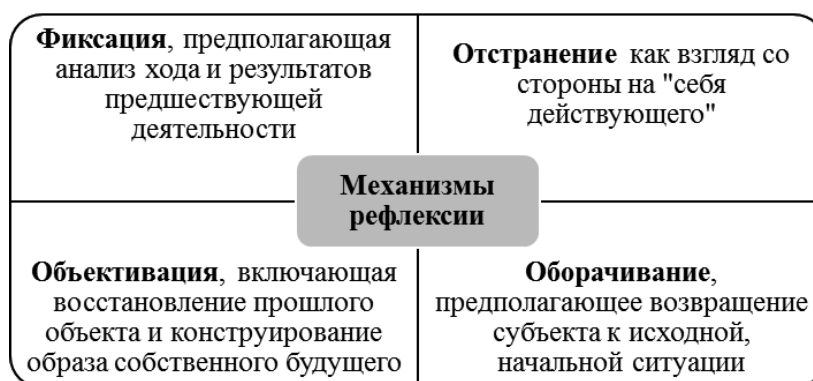 Фиксация, предполагающая
анализ хода и результатов
предшествующей
деятельности
Отстранение как взгляд со
стороны на "себя
действующего"
Механизмы
рефлексии
Объективация, включающая
восстановление прошлого
объекта и конструирование
образа собственного будущего
Оборачивание,
предполагающее возвращение
субъекта к исходной,
начальной ситуации